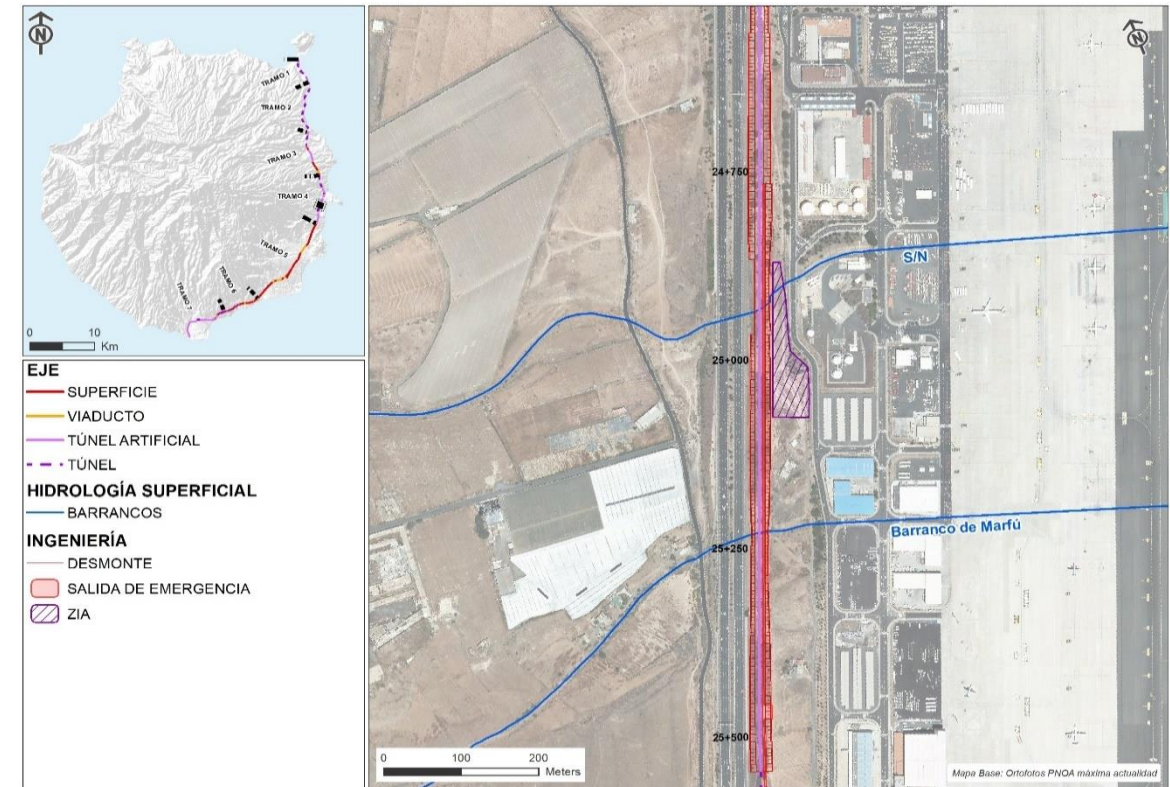 N
TRAMO 1
TRAMO 2
TRAMO 3
TRAMO 4
TRAMO 5
TRAMO 6
TRAMO 7
0 10
Km
EJE
SUPERFICIE
VIADUCTO
TÚNEL ARTIFICIAL
TÚNEL
HIDROLOGÍA SUPERFICIAL
BARRANCOS
INGENIERÍA
DESMONTE
SALIDA DE EMERGENCIA
ZIA
N
24+750
S/N
25+000
Barranco de Marfú
25+250
25+500
0 100 200
Meters
Mapa Base: Ortofotos PNOA máxima actualidad